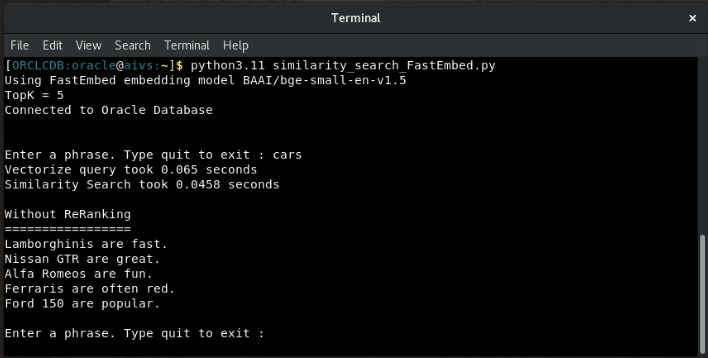 Terminal
File Edit View Search Terminal Help
[ORCLCDB:oracle@aivs:~]$ python3.11 similarity_search_FastEmbed.py
Using FastEmbed embedding model BAAI/bge-small-en-v1.5
TopK = 5
Connected to Oracle Database
Enter a phrase. Type quit to exit : cars
Vectorize query took 0.065 seconds
Similarity Search took 0.0458 seconds
Without ReRanking
=================
Lamborghinis are fast.
Nissan GTR are great.
Alfa Romeos are fun.
Ferraris are often red.
Ford 150 are popular.
Enter a phrase. Type quit to exit :